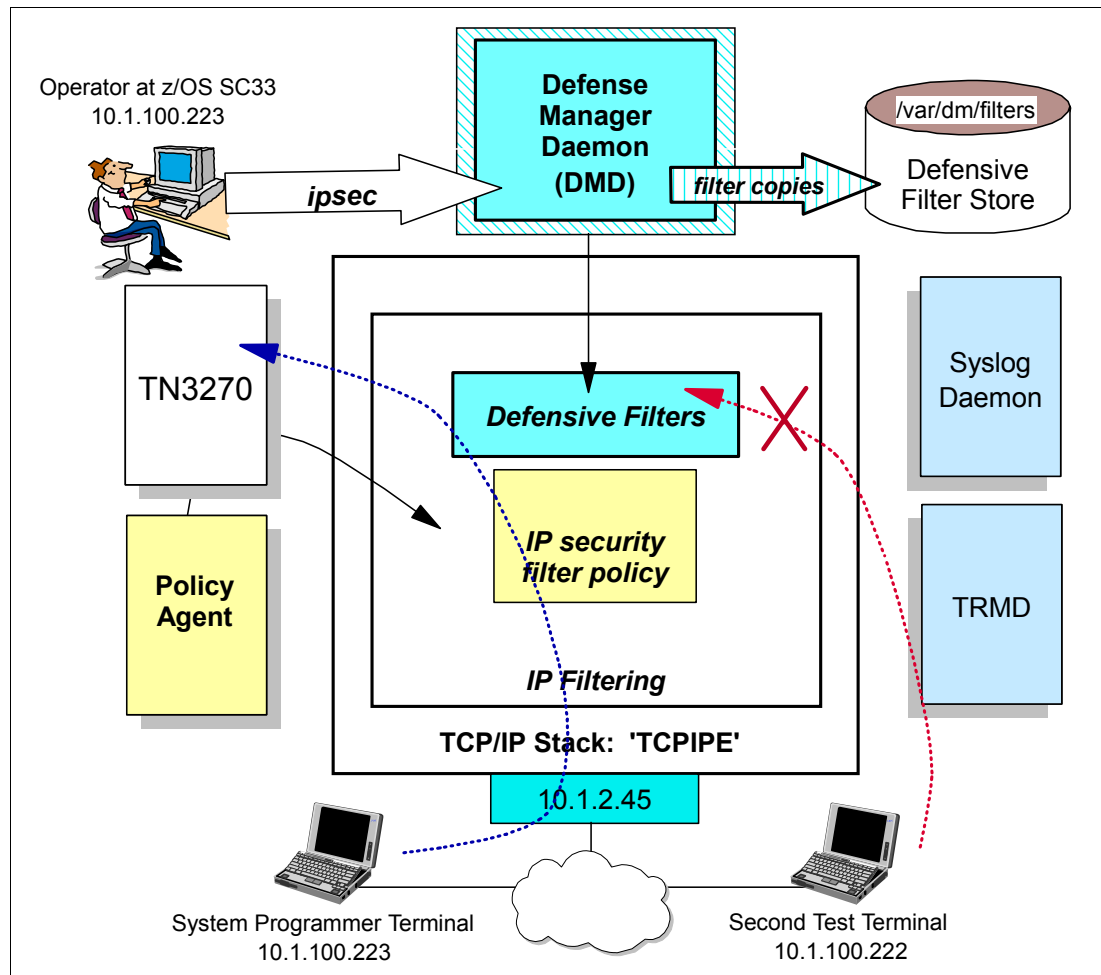 Operator at z/OS SC33
10.1.100.223
ipsec
Defense
Manager
Daemon
(DMD)
filter copies
/var/dm/filters
Defensive
Filter Store
TN3270
Policy
Agent
Defensive Filters
IP security
filter policy
IP Filtering
TCP/IP Stack: 'TCPIPE'
10.1.2.45
Syslog
Daemon
TRMD
System Programmer Terminal
10.1.100.223
Second Test Terminal
10.1.100.222